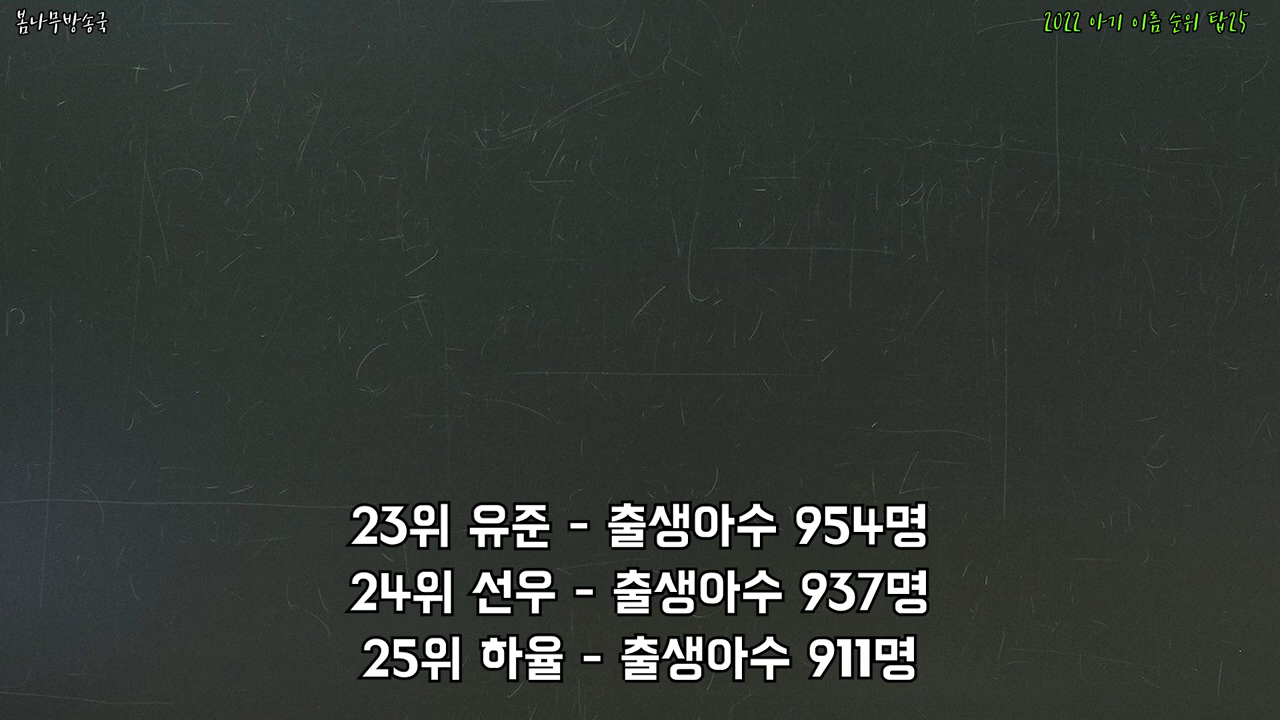 봄나무방송국
2022 아기 이름 순위 탑25
23위 유준 - 출생아수 954명
24위 선우 - 출생아수 937명
25위 하율 - 출생아수 911명